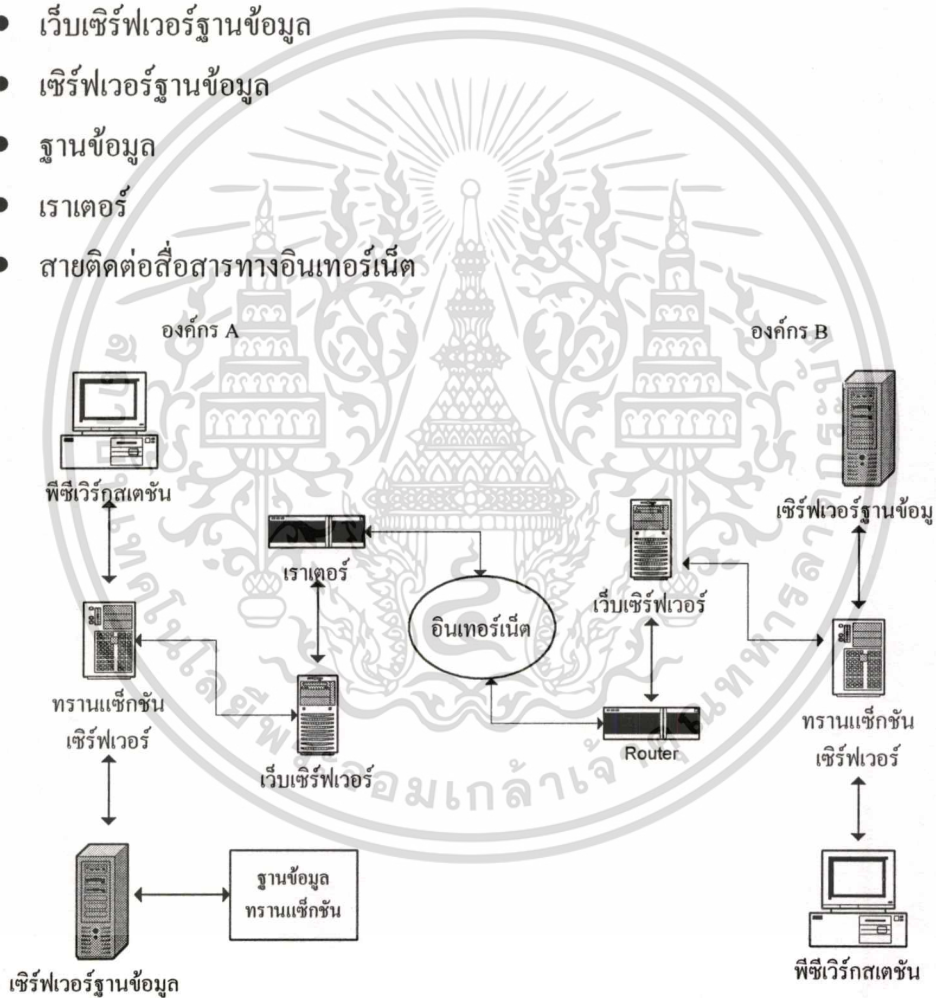 • เว็บเซิร์ฟเวอร์ฐานข้อมูล
• เซิร์ฟเวอร์ฐานข้อมูล
• ฐานข้อมูล
• เราเตอร์
• สายติดต่อสื่อสารทางอินเทอร์เน็ต
องค์กร A
องค์กร B
พีซีเวิร์กสเตชัน
เซิร์ฟเวอร์ฐานข้อมู
เราเตอร์
เว็บเซิร์ฟเวอร์
อินเทอร์เน็ต
ทรานแซ็กชัน
เซิร์ฟเวอร์
เว็บเซิร์ฟเวอร์
Router
ทรานแซ็กชัน
เซิร์ฟเวอร์
ฐานข้อมูล
ทรานแซ็กชัน
เซิร์ฟเวอร์ฐานข้อมูล
พีซีเวิร์กสเตชัน